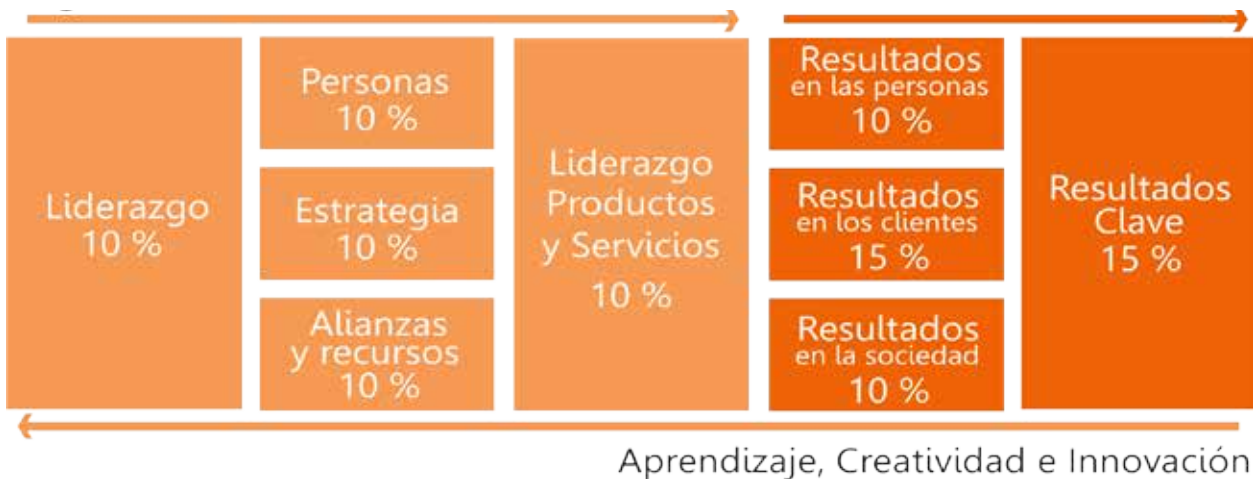 Liderazgo
10 %
Personas
10 %
Estrategia
10 %
Alianzas
y recursos
10 %
Liderazgo
Productos
y Servicios
10 %
Resultados
en las personas
10 %
Resultados
en los clientes
15 %
Resultados
en la sociedad
10 %
Resultados
Clave
15 %
Aprendizaje, Creatividad e Innovación